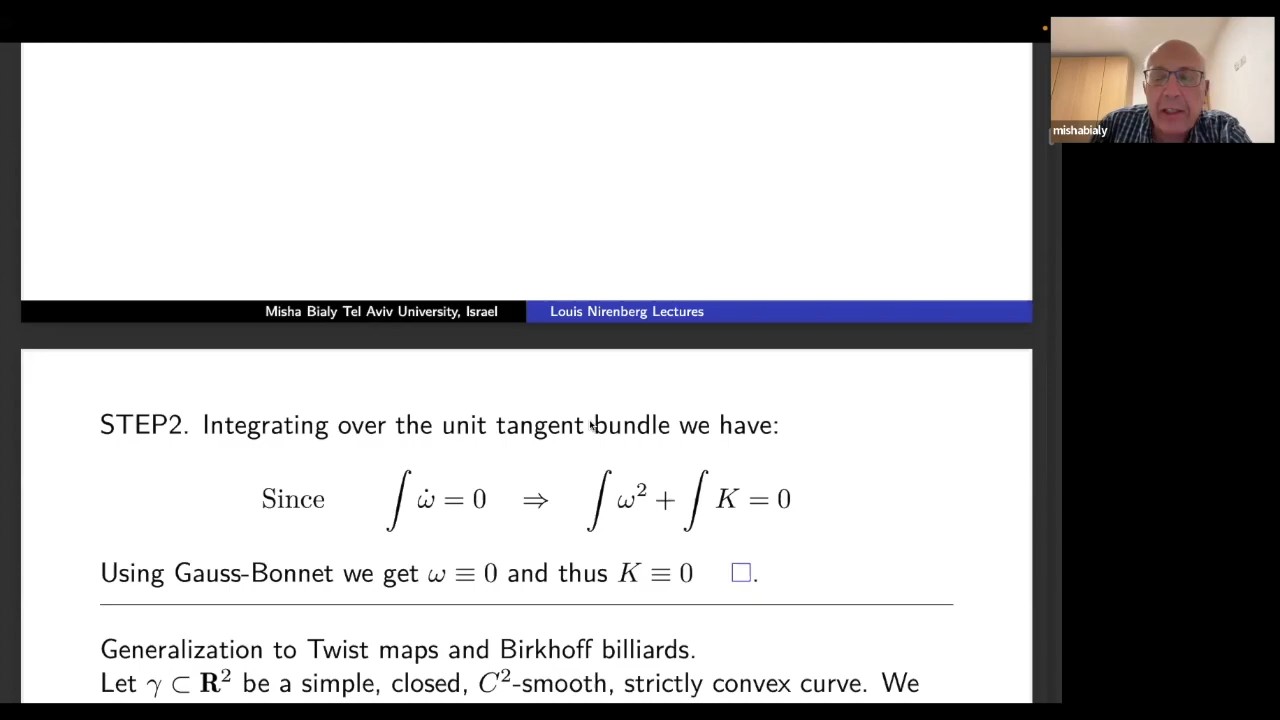 mishabialy
Misha Bialy Tel Aviv University, Israel
Louis Nirenberg Lectures
STEP2. Integrating over the unit tangent bundle we have:
Since ∫ ω̇ = 0 ⇒ ∫ ω² + ∫ K = 0
Using Gauss-Bonnet we get ω ≡ 0 and thus K ≡ 0 □.
Generalization to Twist maps and Birkhoff billiards.
Let γ ⊂ R² be a simple, closed, C²-smooth, strictly convex curve. We